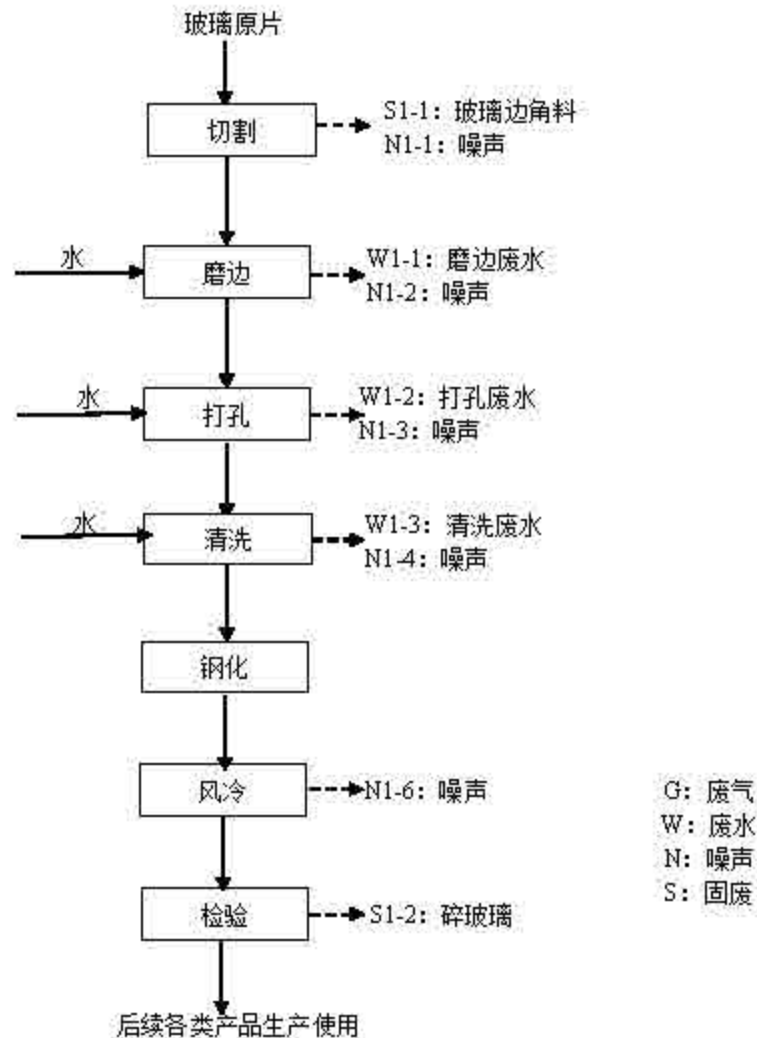 玻璃原片
切割
S1-1：玻璃边角料
N1-1：噪声
水
磨边
W1-1：磨边废水
N1-2：噪声
水
打孔
W1-2：打孔废水
N1-3：噪声
水
清洗
W1-3：清洗废水
N1-4：噪声
钢化
风冷
N1-6：噪声
检验
S1-2：碎玻璃
后续各类产品生产使用
G：废气
W：废水
N：噪声
S：固废